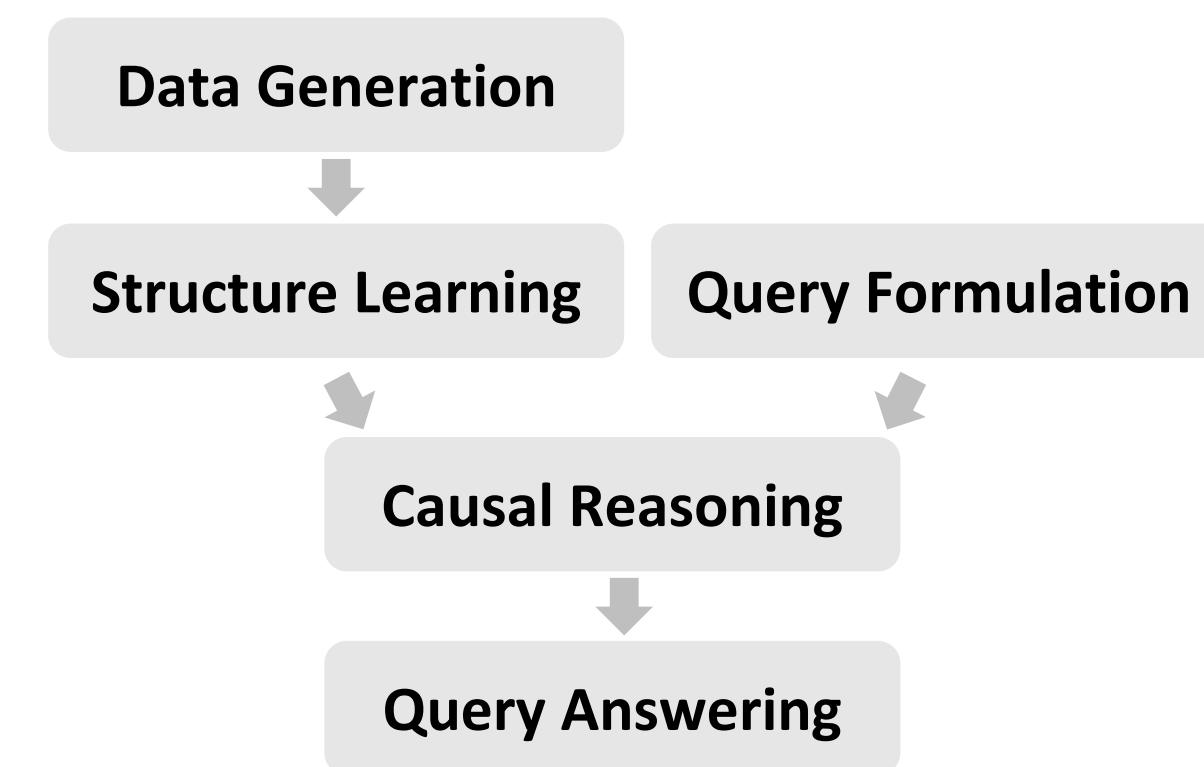 Data Generation
Structure Learning
Query Formulation
Causal Reasoning
Query Answering